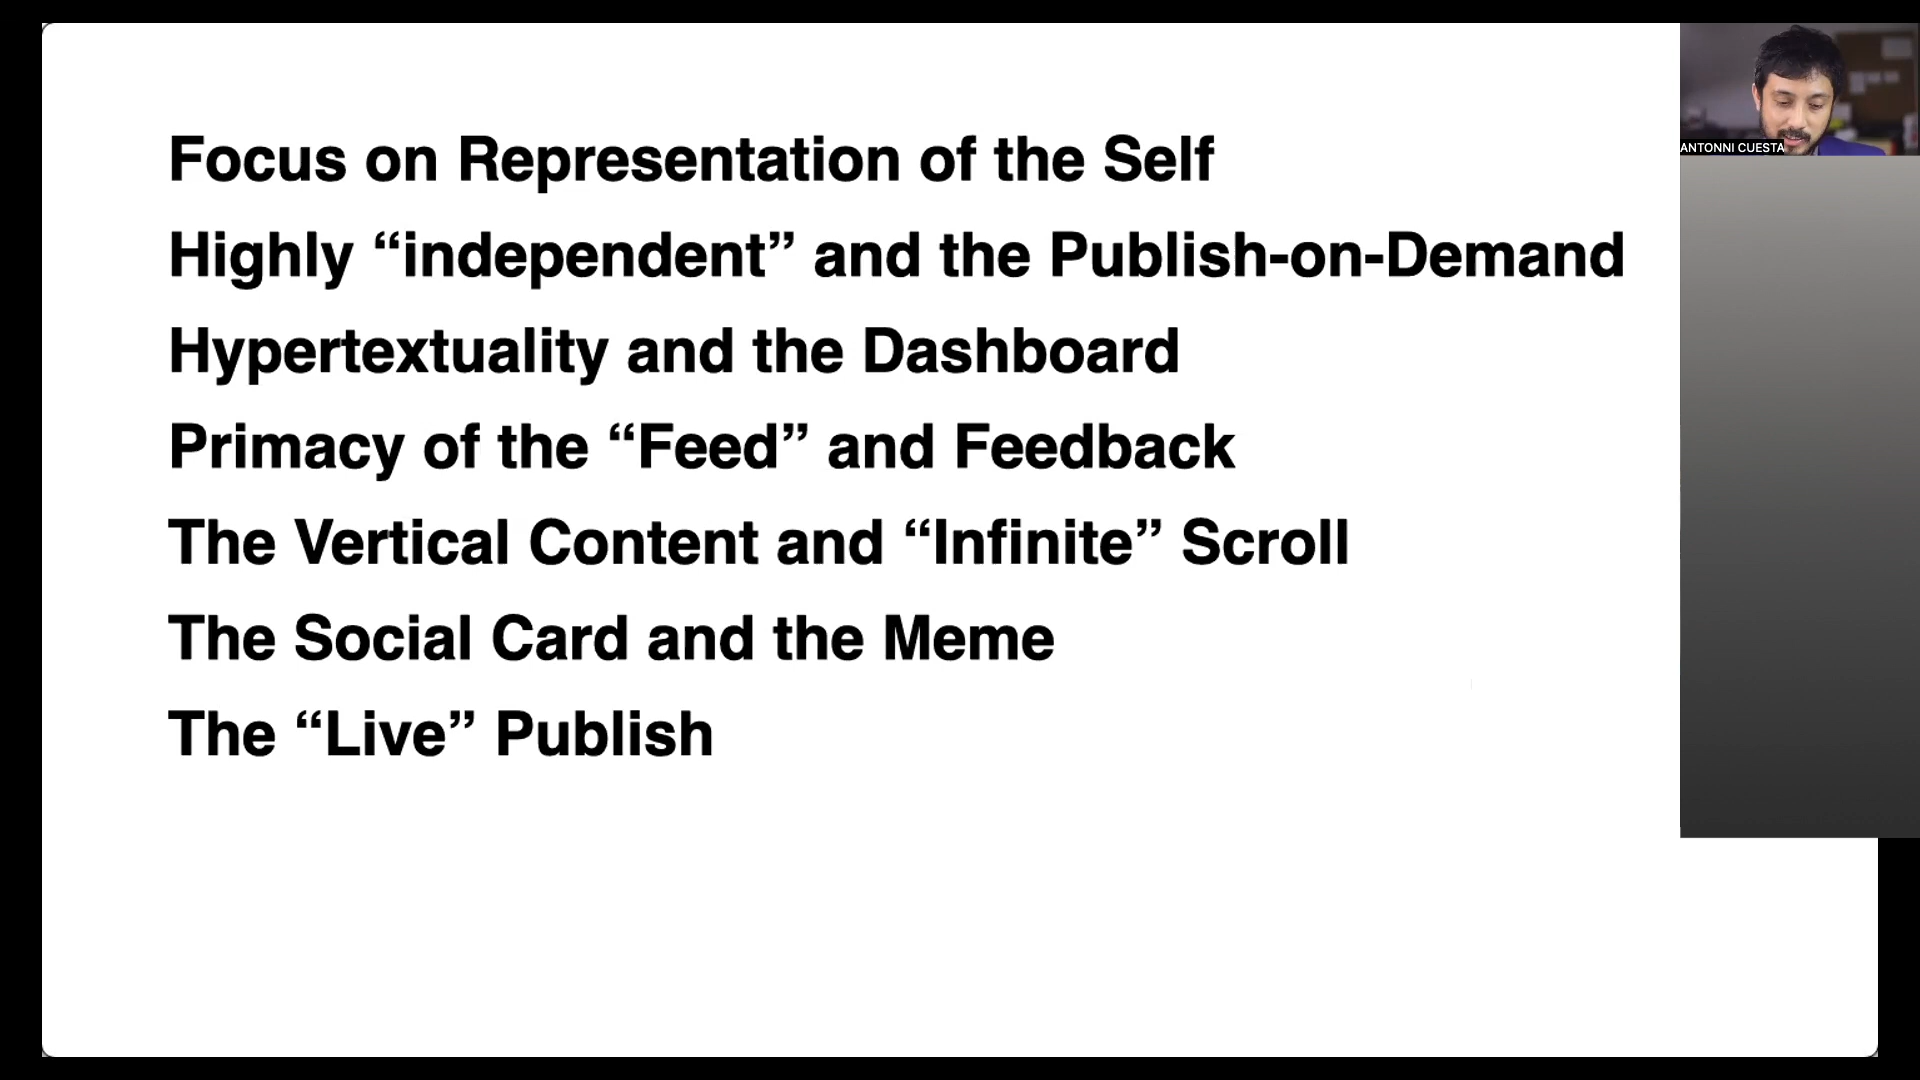 Focus on Representation of the Self
Highly “independent” and the Publish-on-Demand
Hypertextuality and the Dashboard
Primacy of the “Feed” and Feedback
The Vertical Content and “Infinite” Scroll
The Social Card and the Meme
The “Live” Publish
ANTONNI CUESTA